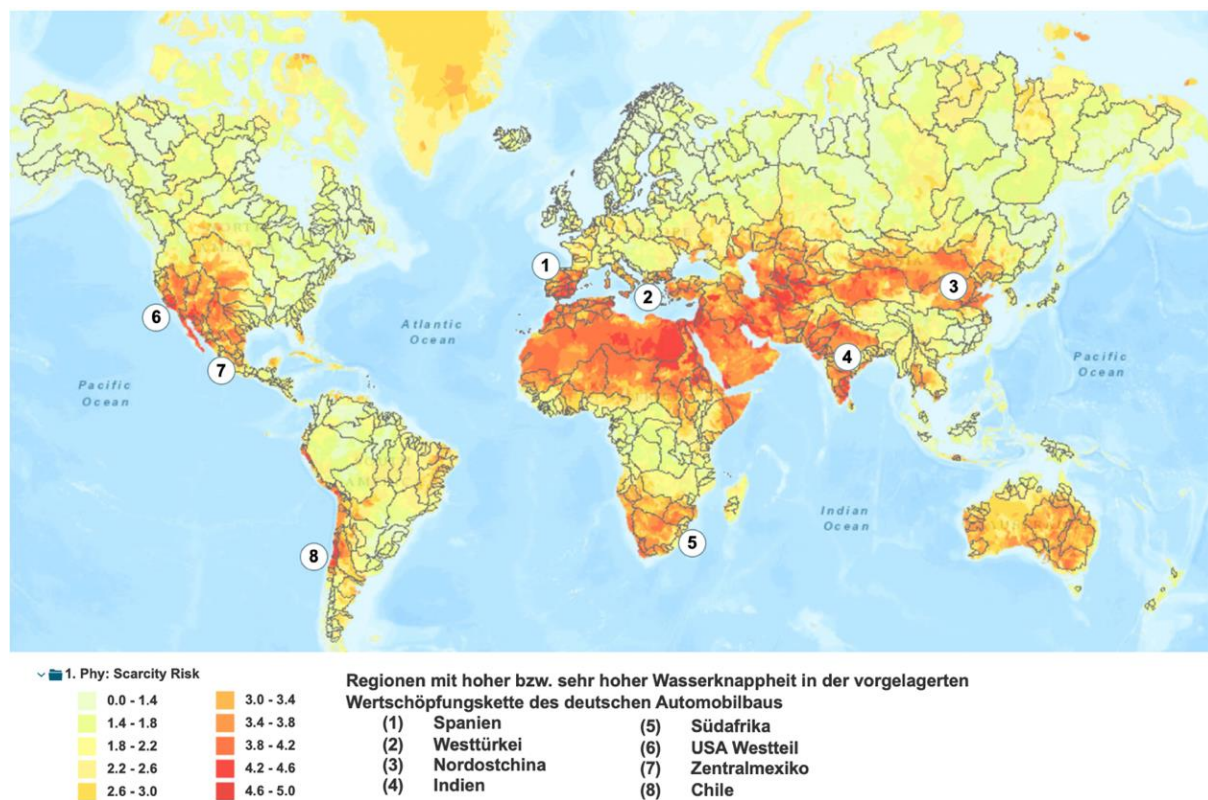 Atlantic
Ocean
Pacific
Ocean
Pacific
Ocean
Indian
Ocean
1
2
3
4
5
6
7
8
1. Phy: Scarcity Risk
0.0 - 1.4
1.4 - 1.8
1.8 - 2.2
2.2 - 2.6
2.6 - 3.0
3.0 - 3.4
3.4 - 3.8
3.8 - 4.2
4.2 - 4.6
4.6 - 5.0
Regionen mit hoher bzw. sehr hoher Wasserknappheit in der vorgelagerten
Wertschöpfungskette des deutschen Automobilbaus
(1) Spanien
(2) Westtürkei
(3) Nordostchina
(4) Indien
(5) Südafrika
(6) USA Westteil
(7) Zentralmexiko
(8) Chile